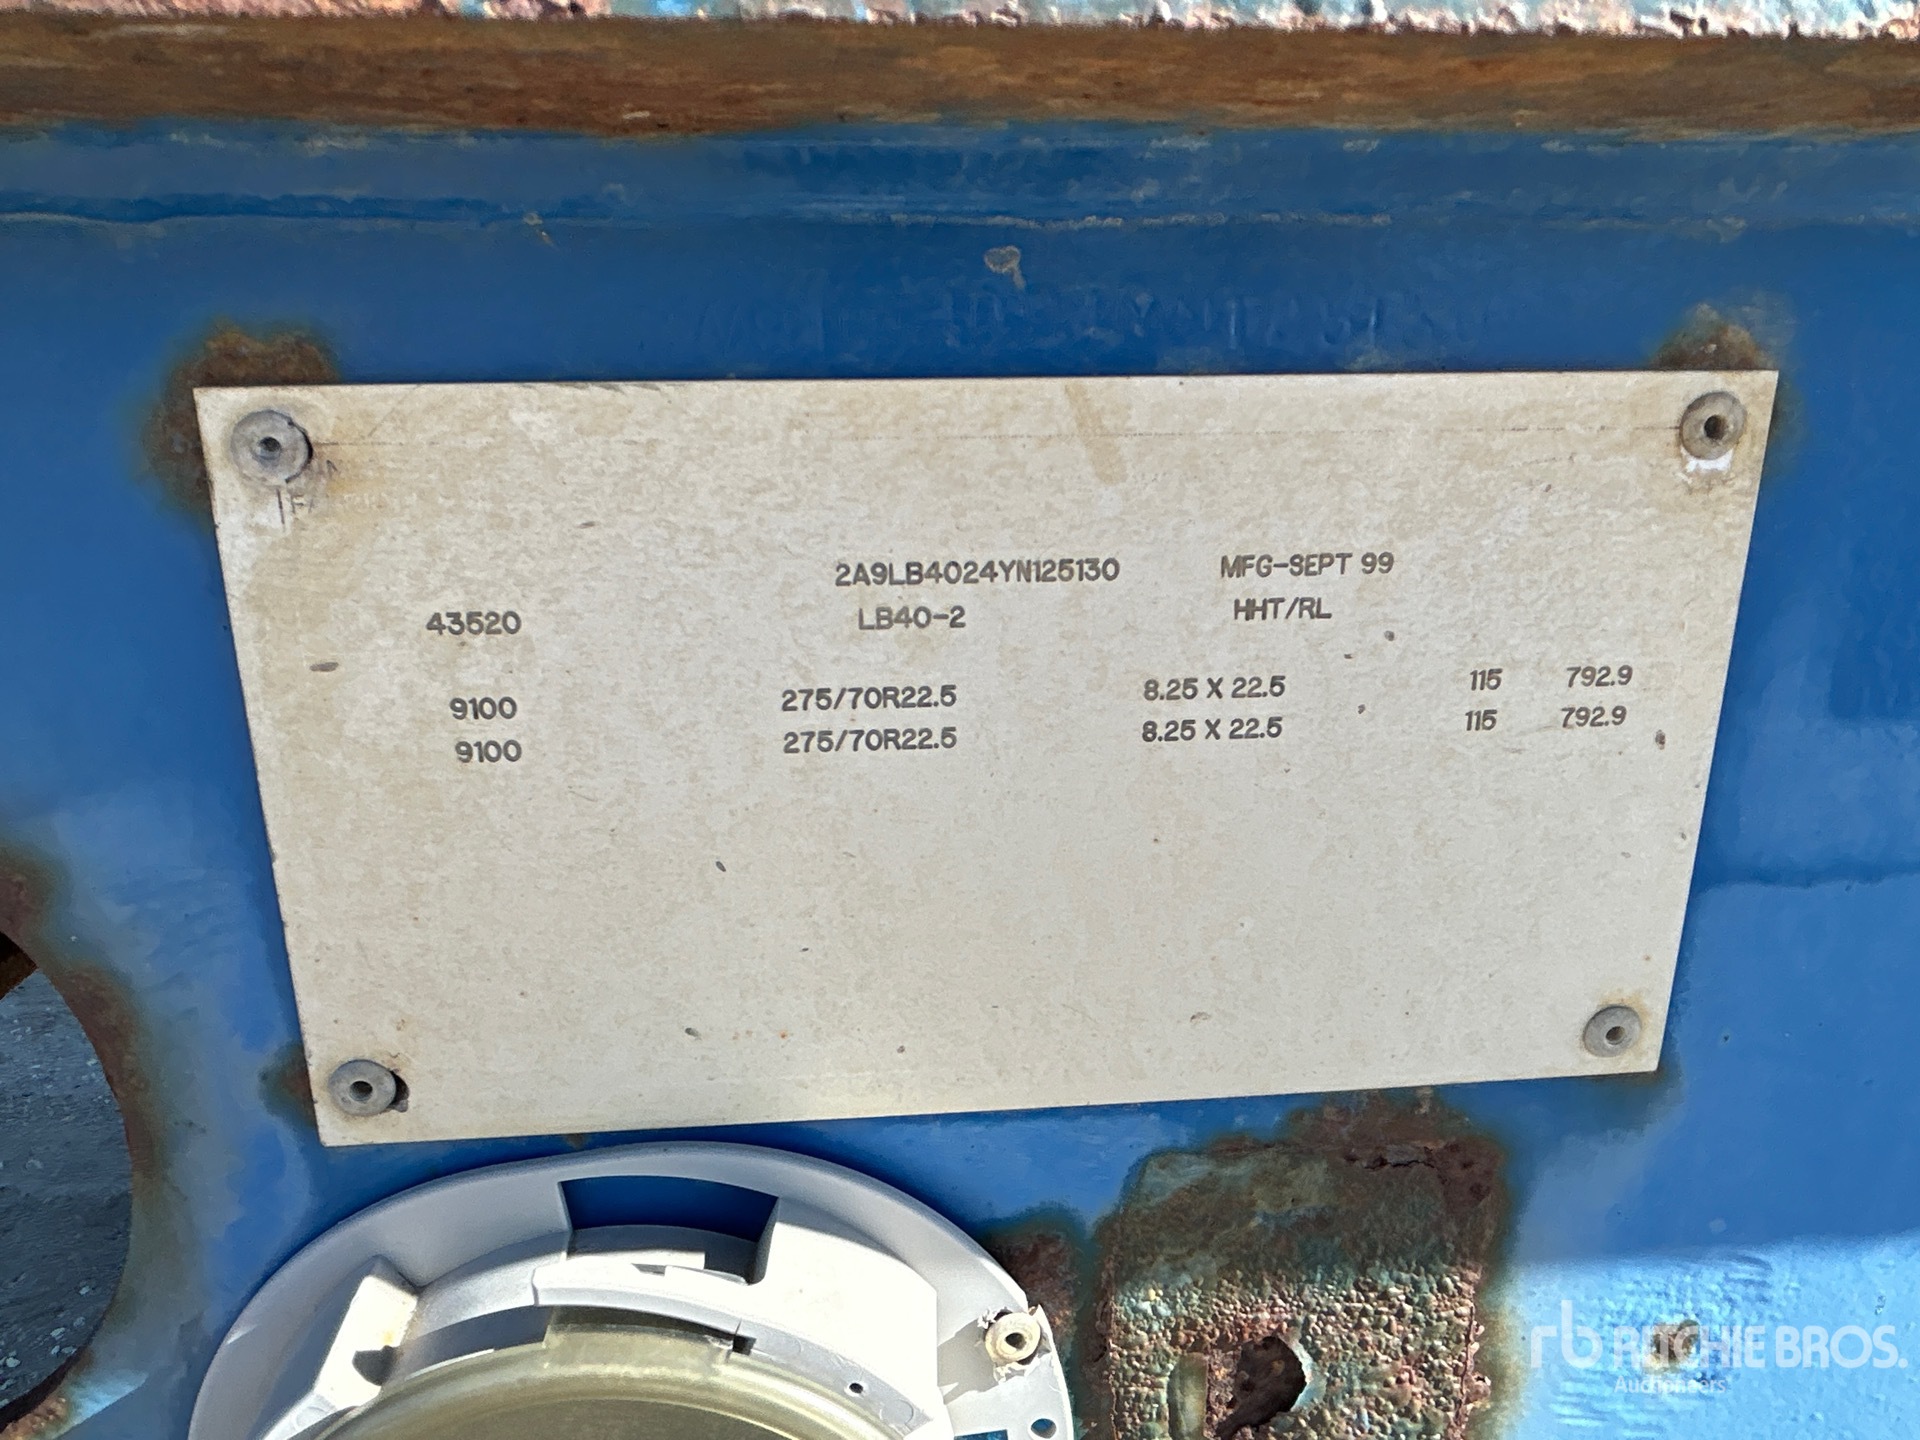 2A9LB4024YN125130 MFG-SEPT 99
43520 LB40-2 HHT/RL
9100 275/70R22.5 8.25 X 22.5 115 792.9
9100 275/70R22.5 8.25 X 22.5 115 792.9
rb RITCHIE BROS.
Auctioneers